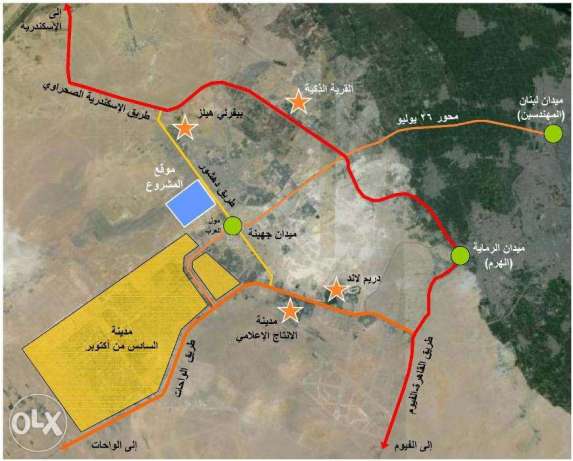 إلى
الإسكندرية
القرية الذكية
ميدان لبنان
(المهندسين)
طريق الإسكندرية الصحراوي
بيفرلي هيلز
محور ٢٦ يوليو
موقع
المشروع
طريق دهشور
مول
العرب
ميدان جهينة
ميدان الرماية
(الهرم)
دريم لاند
مدينة
الانتاج الإعلامي
مدينة
السادس من أكتوبر
طريق الواحات
طريق القاهرة-الفيوم
إلى الواحات
إلى الفيوم
OLX